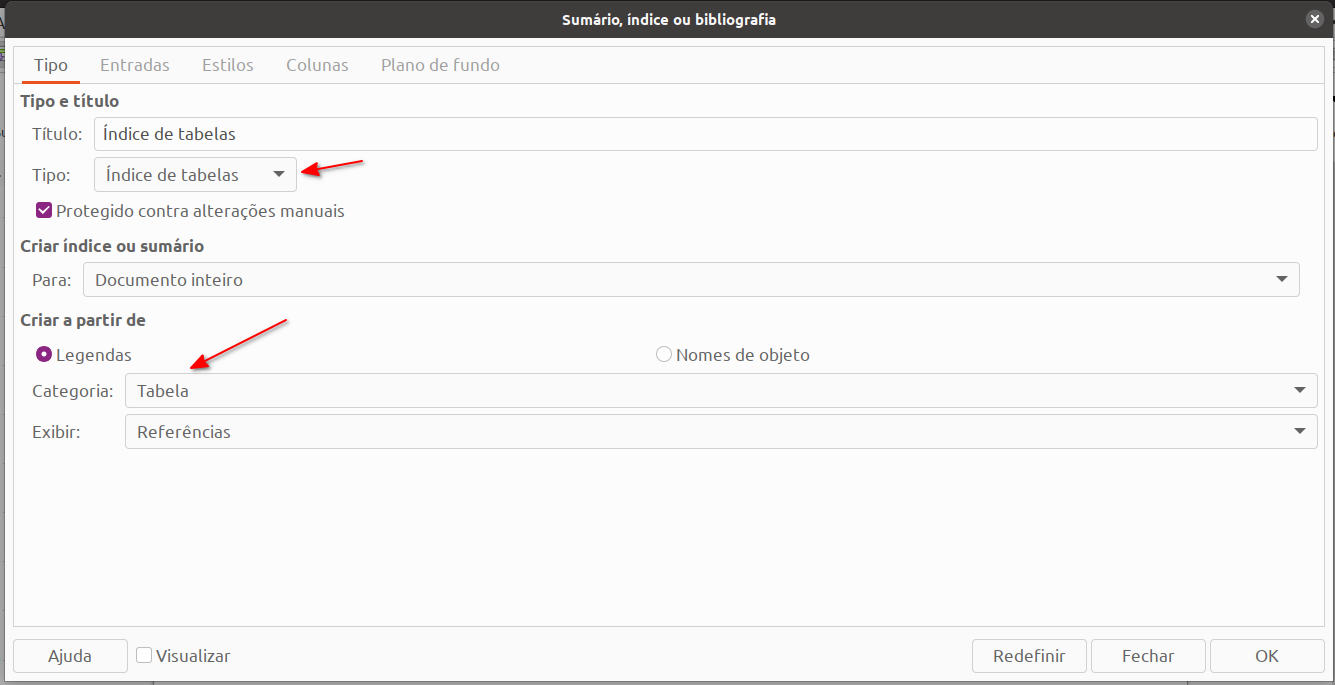 Sumário, índice ou bibliografia
Tipo Entradas Estilos Colunas Plano de fundo
Tipo e título
Título: Índice de tabelas
Tipo: Índice de tabelas
Protegido contra alterações manuais
Criar índice ou sumário
Para: Documento inteiro
Criar a partir de
Legendas Nomes de objeto
Categoria: Tabela
Exibir: Referências
Ajuda Visualizar Redefinir Fechar OK